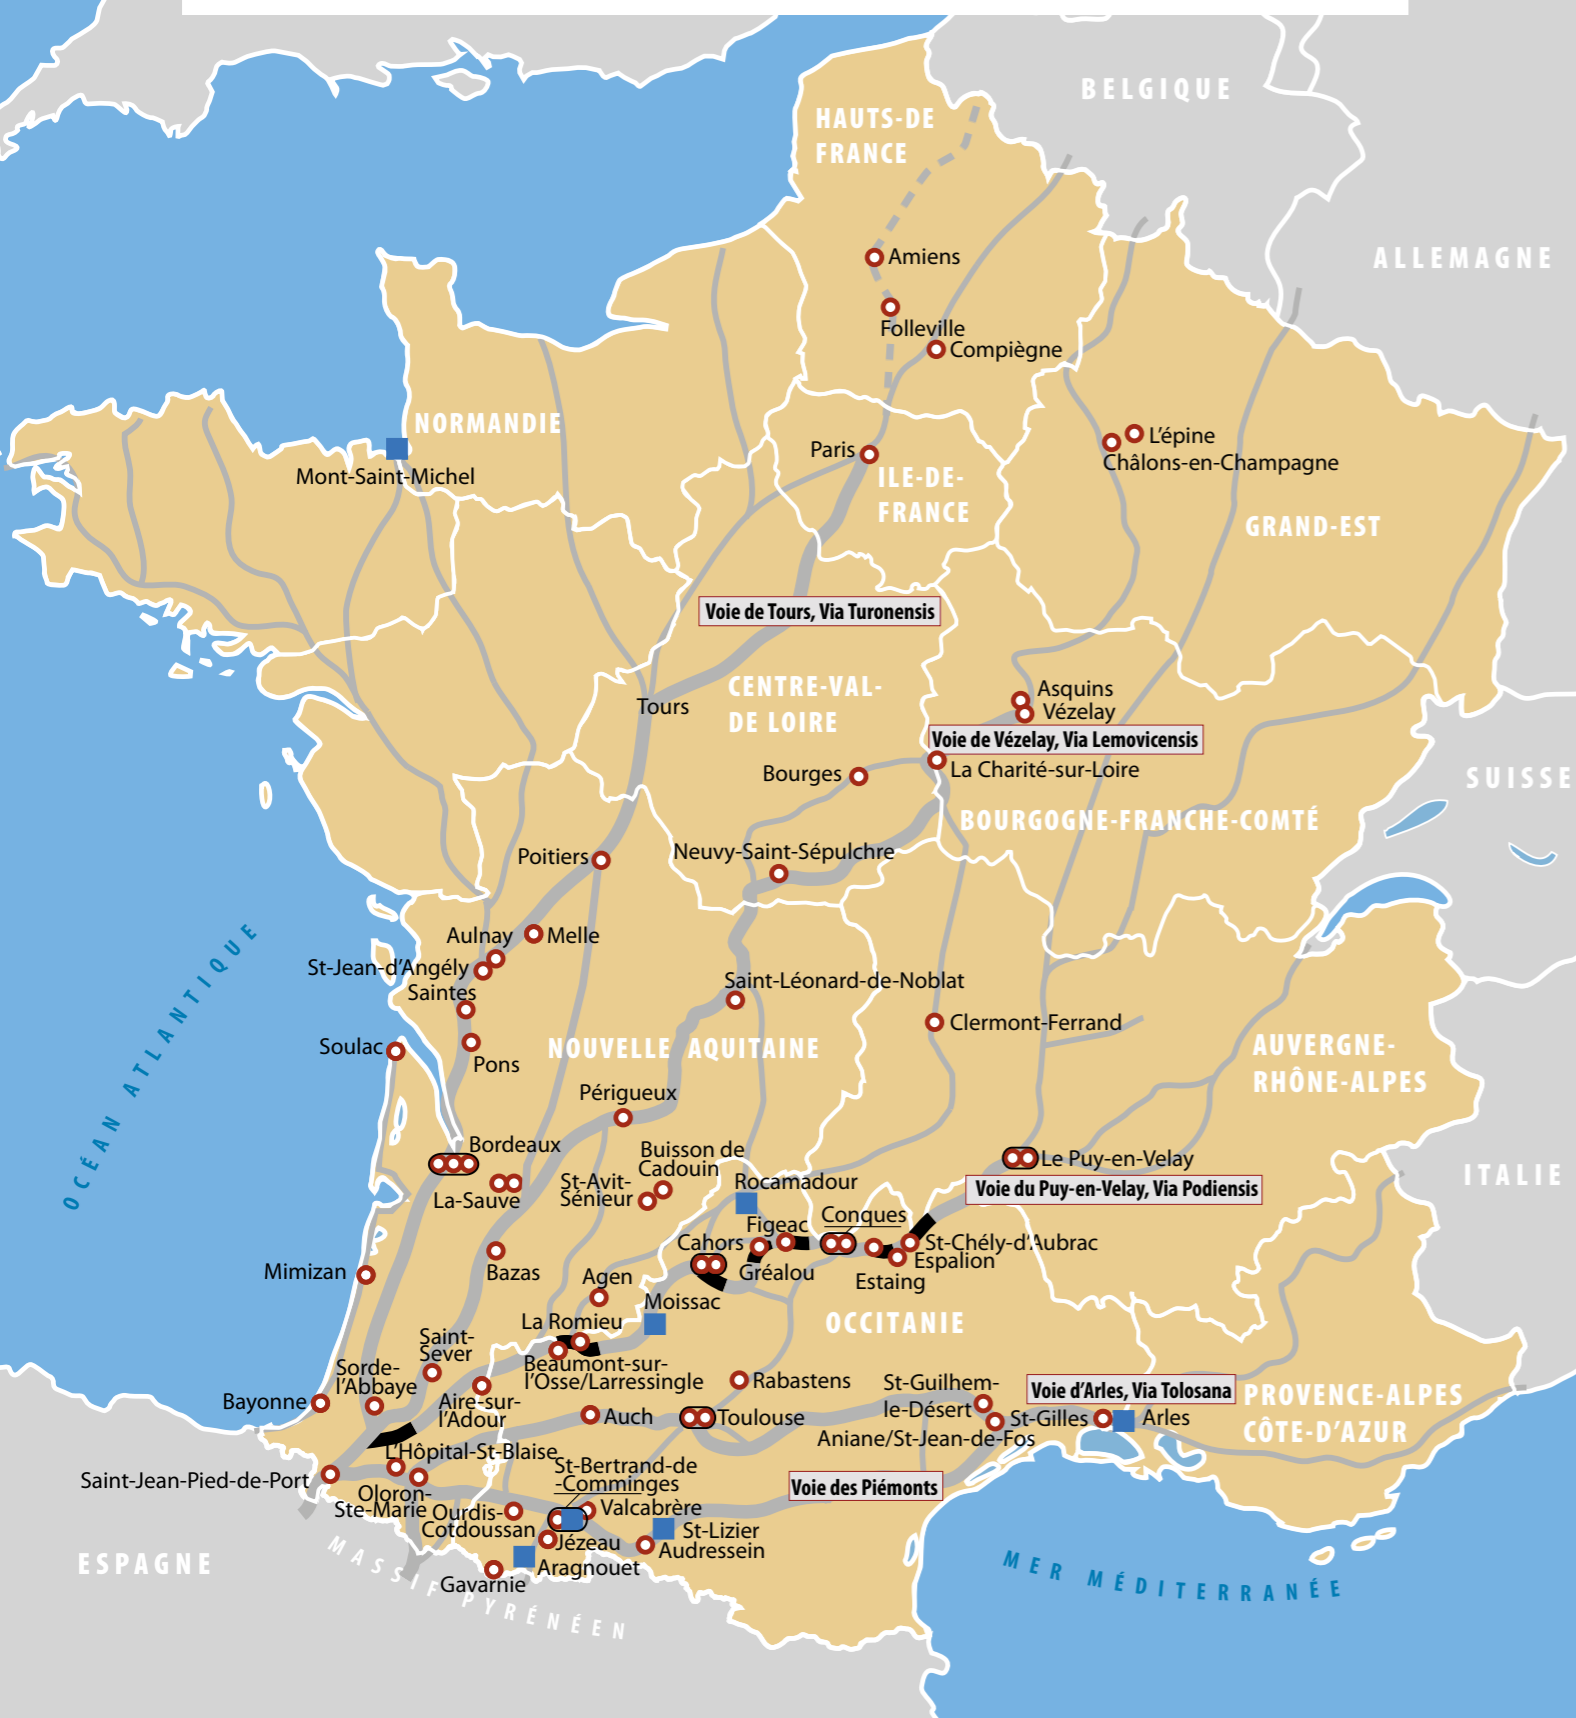 BELGIQUE
HAUTS-DE
FRANCE
ALLEMAGNE
Amiens
Folleville
Compiègne
NORMANDIE
Mont-Saint-Michel
Paris
ILE-DE-
FRANCE
L'épine
Châlons-en-Champagne
GRAND-EST
Voie de Tours, Via Turonensis
CENTRE-VAL-
DE LOIRE
Tours
Asquins
Vézelay
Voie de Vézelay, Via Lemovicensis
La Charité-sur-Loire
Bourges
SUISSE
BOURGOGNE-FRANCHE-COMTÉ
Poitiers
Neuvy-Saint-Sépulchre
Aulnay
Melle
St-Jean-d'Angély
Saintes
Saint-Léonard-de-Noblat
Clermont-Ferrand
Soulac
Pons
NOUVELLE AQUITAINE
AUVERGNE-
RHÔNE-ALPES
OCÉAN ATLANTIQUE
Périgueux
Bordeaux
Buisson de
Cadouin
Le Puy-en-Velay
ITALIE
La-Sauve
St-Avit-
Sénieur
Rocamadour
Voie du Puy-en-Velay, Via Podiensis
Figeac
Conques
Cahors
St-Chély-d'Aubrac
Espalion
Mimizan
Bazas
Agen
Gréalou
Estaing
Moissac
La Romieu
OCCITANIE
Saint-
Sever
Sorde-
l'Abbaye
Beaumont-sur-
l'Osse/Larressingle
Rabastens
St-Guilhem-
le-Désert
Voie d'Arles, Via Tolosana
PROVENCE-ALPES
CÔTE-D'AZUR
Bayonne
Aire-sur-
l'Adour
Auch
Toulouse
St-Gilles
Arles
Aniane/St-Jean-de-Fos
L'Hôpital-St-Blaise
St-Bertrand-de
-Comminges
Saint-Jean-Pied-de-Port
Voie des Piémonts
Oloron-
Ste-Marie
Ourdis-
Cotdoussan
Valcabrère
St-Lizier
Jézeau
Audressein
Aragnouet
Gavarnie
ESPAGNE
MASSIF PYRÉNÉEN
MER MÉDITERRANÉE